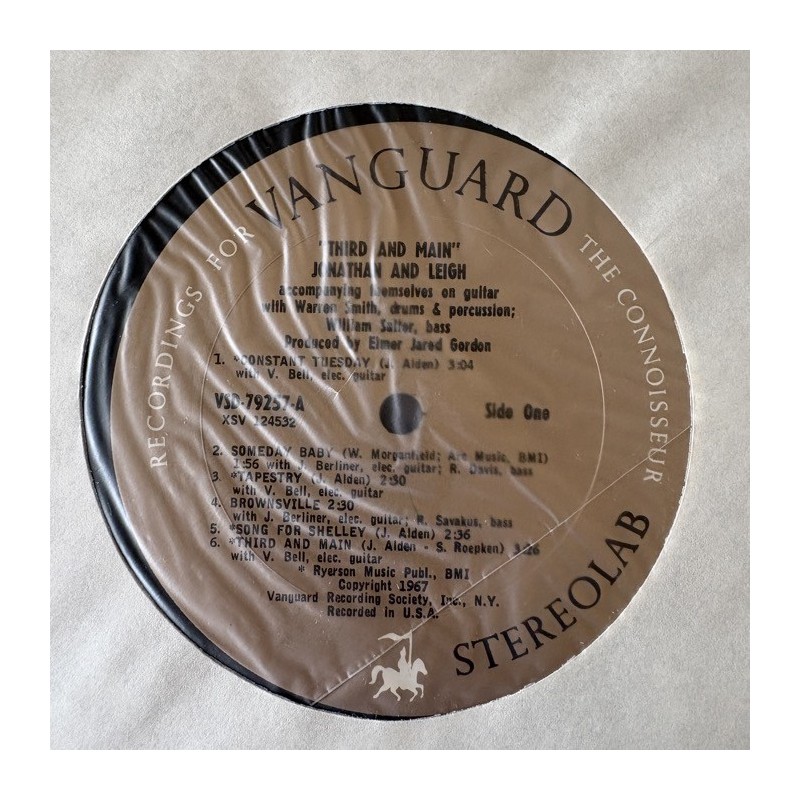 RECORDINGS FOR VANGUARD THE CONNOISSEUR
"THIRD AND MAIN"
JONATHAN AND LEIGH
accompanying themselves on guitar
with Warren Smith, drums & percussion;
William Salter, bass
Produced by Elmer Jared Gordon
1. *CONSTANT TUESDAY (J. Alden) 3:04
with V. Bell, elec. guitar
VSD-79257-A Side One
XSV 124532
2. SOMEDAY BABY (W. Morganfield; Arc Music, BMI)
1:56 with J. Berliner, elec. guitar; R. Davis, bass
3. *TAPESTRY (J. Alden) 2:30
with V. Bell, elec. guitar
4. BROWNSVILLE 2:30
with J. Berliner, elec. guitar; R. Savakus, bass
5. *SONG FOR SHELLEY (J. Alden) 2:36
6. *THIRD AND MAIN (J. Alden - S. Roepken) 3:26
with V. Bell, elec. guitar
* Ryerson Music Publ., BMI
Copyright 1967
Vanguard Recording Society, Inc., N.Y.
Recorded in U.S.A.
STEREOLAB